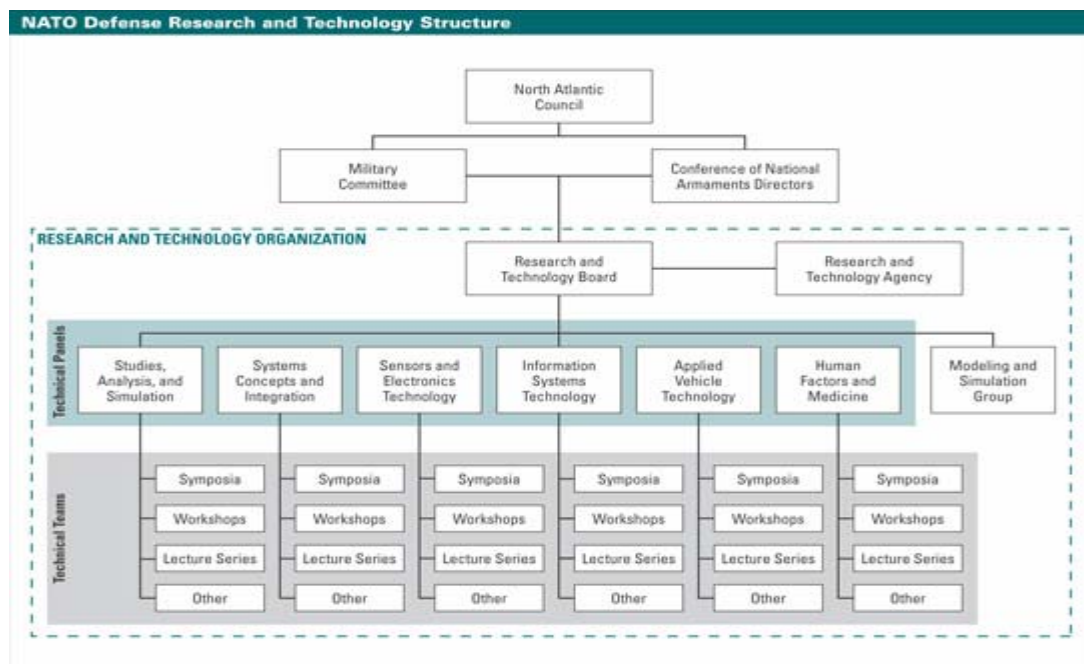 NATO Defense Research and Technology Structure
North Atlantic
Council
Military
Committee
Conference of National
Armaments Directors
RESEARCH AND TECHNOLOGY ORGANIZATION
Research and
Technology Board
Research and
Technology Agency
Technical Panels
Studies,
Analysis, and
Simulation
Systems
Concepts and
Integration
Sensors and
Electronics
Technology
Information
Systems
Technology
Applied
Vehicle
Technology
Human
Factors and
Medicine
Modeling and
Simulation
Group
Technical Teams
Symposia
Workshops
Lecture Series
Other
Symposia
Workshops
Lecture Series
Other
Symposia
Workshops
Lecture Series
Other
Symposia
Workshops
Lecture Series
Other
Symposia
Workshops
Lecture Series
Other
Symposia
Workshops
Lecture Series
Other